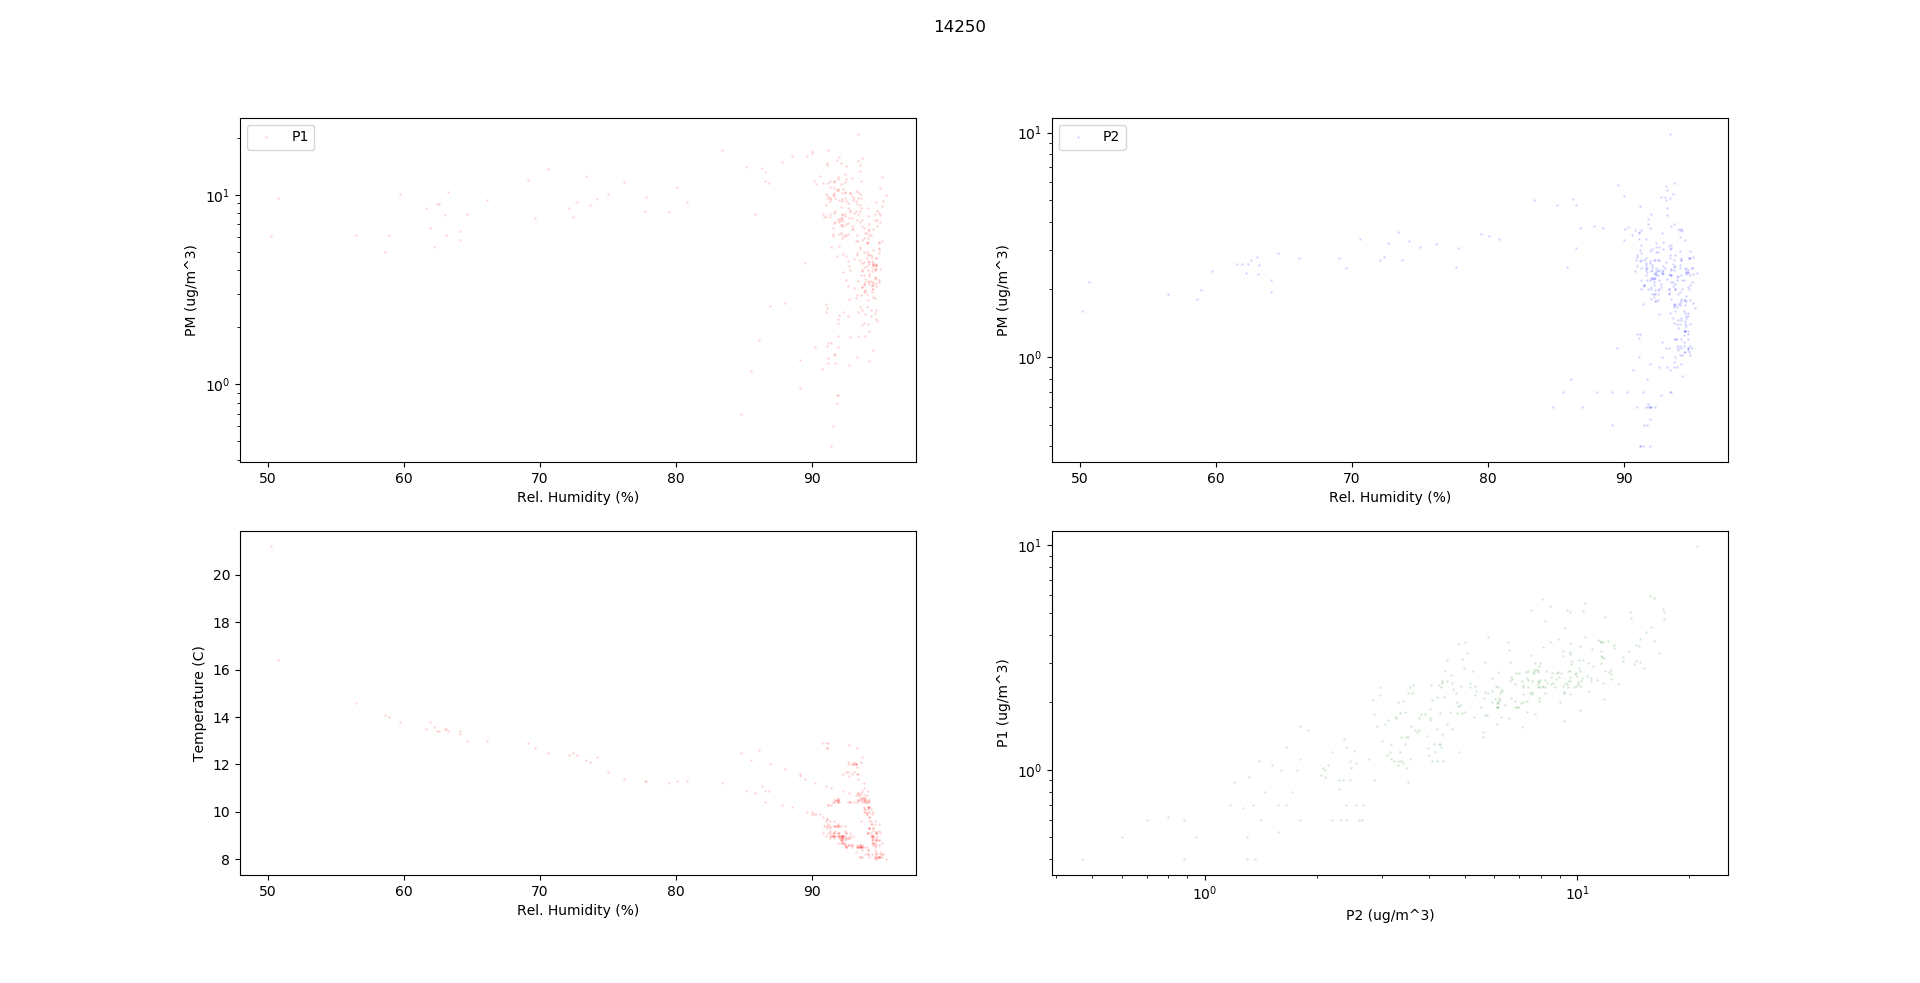 14250
P1
10^1
10^0
PM (ug/m^3)
50 60 70 80 90
Rel. Humidity (%)
P2
10^1
10^0
PM (ug/m^3)
50 60 70 80 90
Rel. Humidity (%)
20
18
16
14
12
10
8
Temperature (C)
50 60 70 80 90
Rel. Humidity (%)
10^1
10^0
P1 (ug/m^3)
10^0 10^1
P2 (ug/m^3)